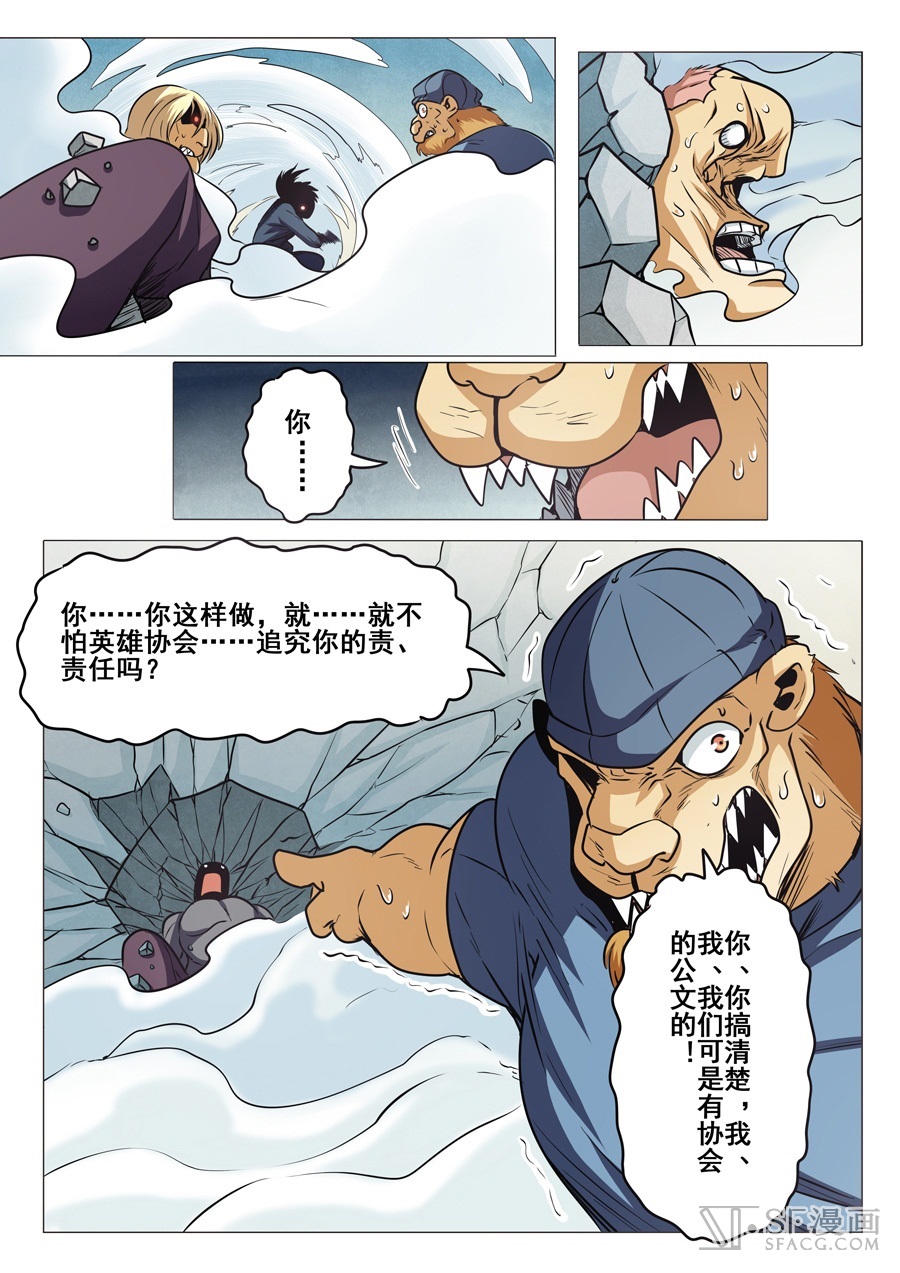 你……
你……你这样做，就……就不
怕英雄协会……追究你的责、
责任吗？
你、你搞清楚，我、
我、我们可是有协会
的公文的！
SF漫画
SFACG.COM